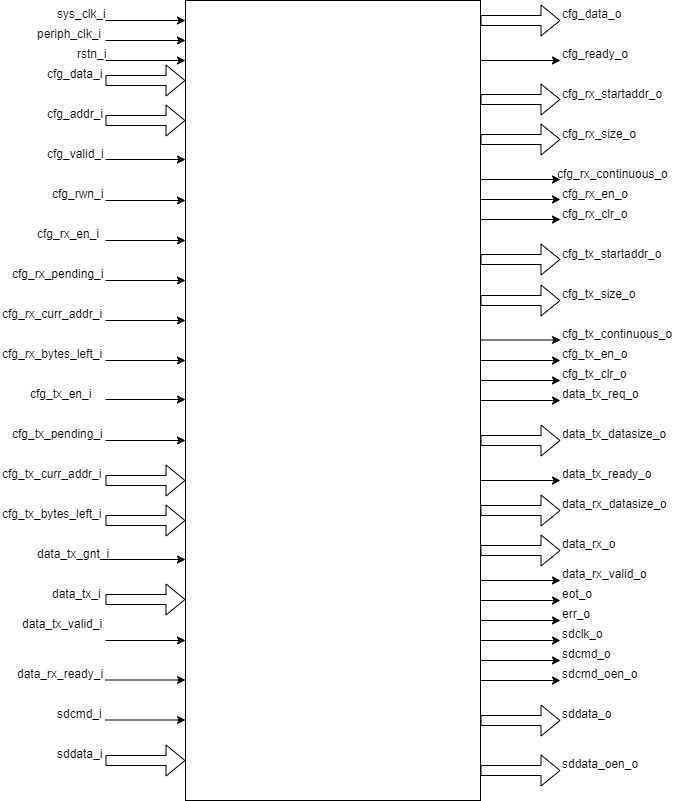 sys_clk_i
periph_clk_i
rstn_i
cfg_data_i
cfg_addr_i
cfg_valid_i
cfg_rwn_i
cfg_rx_en_i
cfg_rx_pending_i
cfg_rx_curr_addr_i
cfg_rx_bytes_left_i
cfg_tx_en_i
cfg_tx_pending_i
cfg_tx_curr_addr_i
cfg_tx_bytes_left_i
data_tx_gnt_i
data_tx_i
data_tx_valid_i
data_rx_ready_i
sdcmd_i
sddata_i
cfg_data_o
cfg_ready_o
cfg_rx_startaddr_o
cfg_rx_size_o
cfg_rx_continuous_o
cfg_rx_en_o
cfg_rx_clr_o
cfg_tx_startaddr_o
cfg_tx_size_o
cfg_tx_continuous_o
cfg_tx_en_o
cfg_tx_clr_o
data_tx_req_o
data_tx_datasize_o
data_tx_ready_o
data_rx_datasize_o
data_rx_o
data_rx_valid_o
eot_o
err_o
sdclk_o
sdcmd_o
sdcmd_oen_o
sddata_o
sddata_oen_o